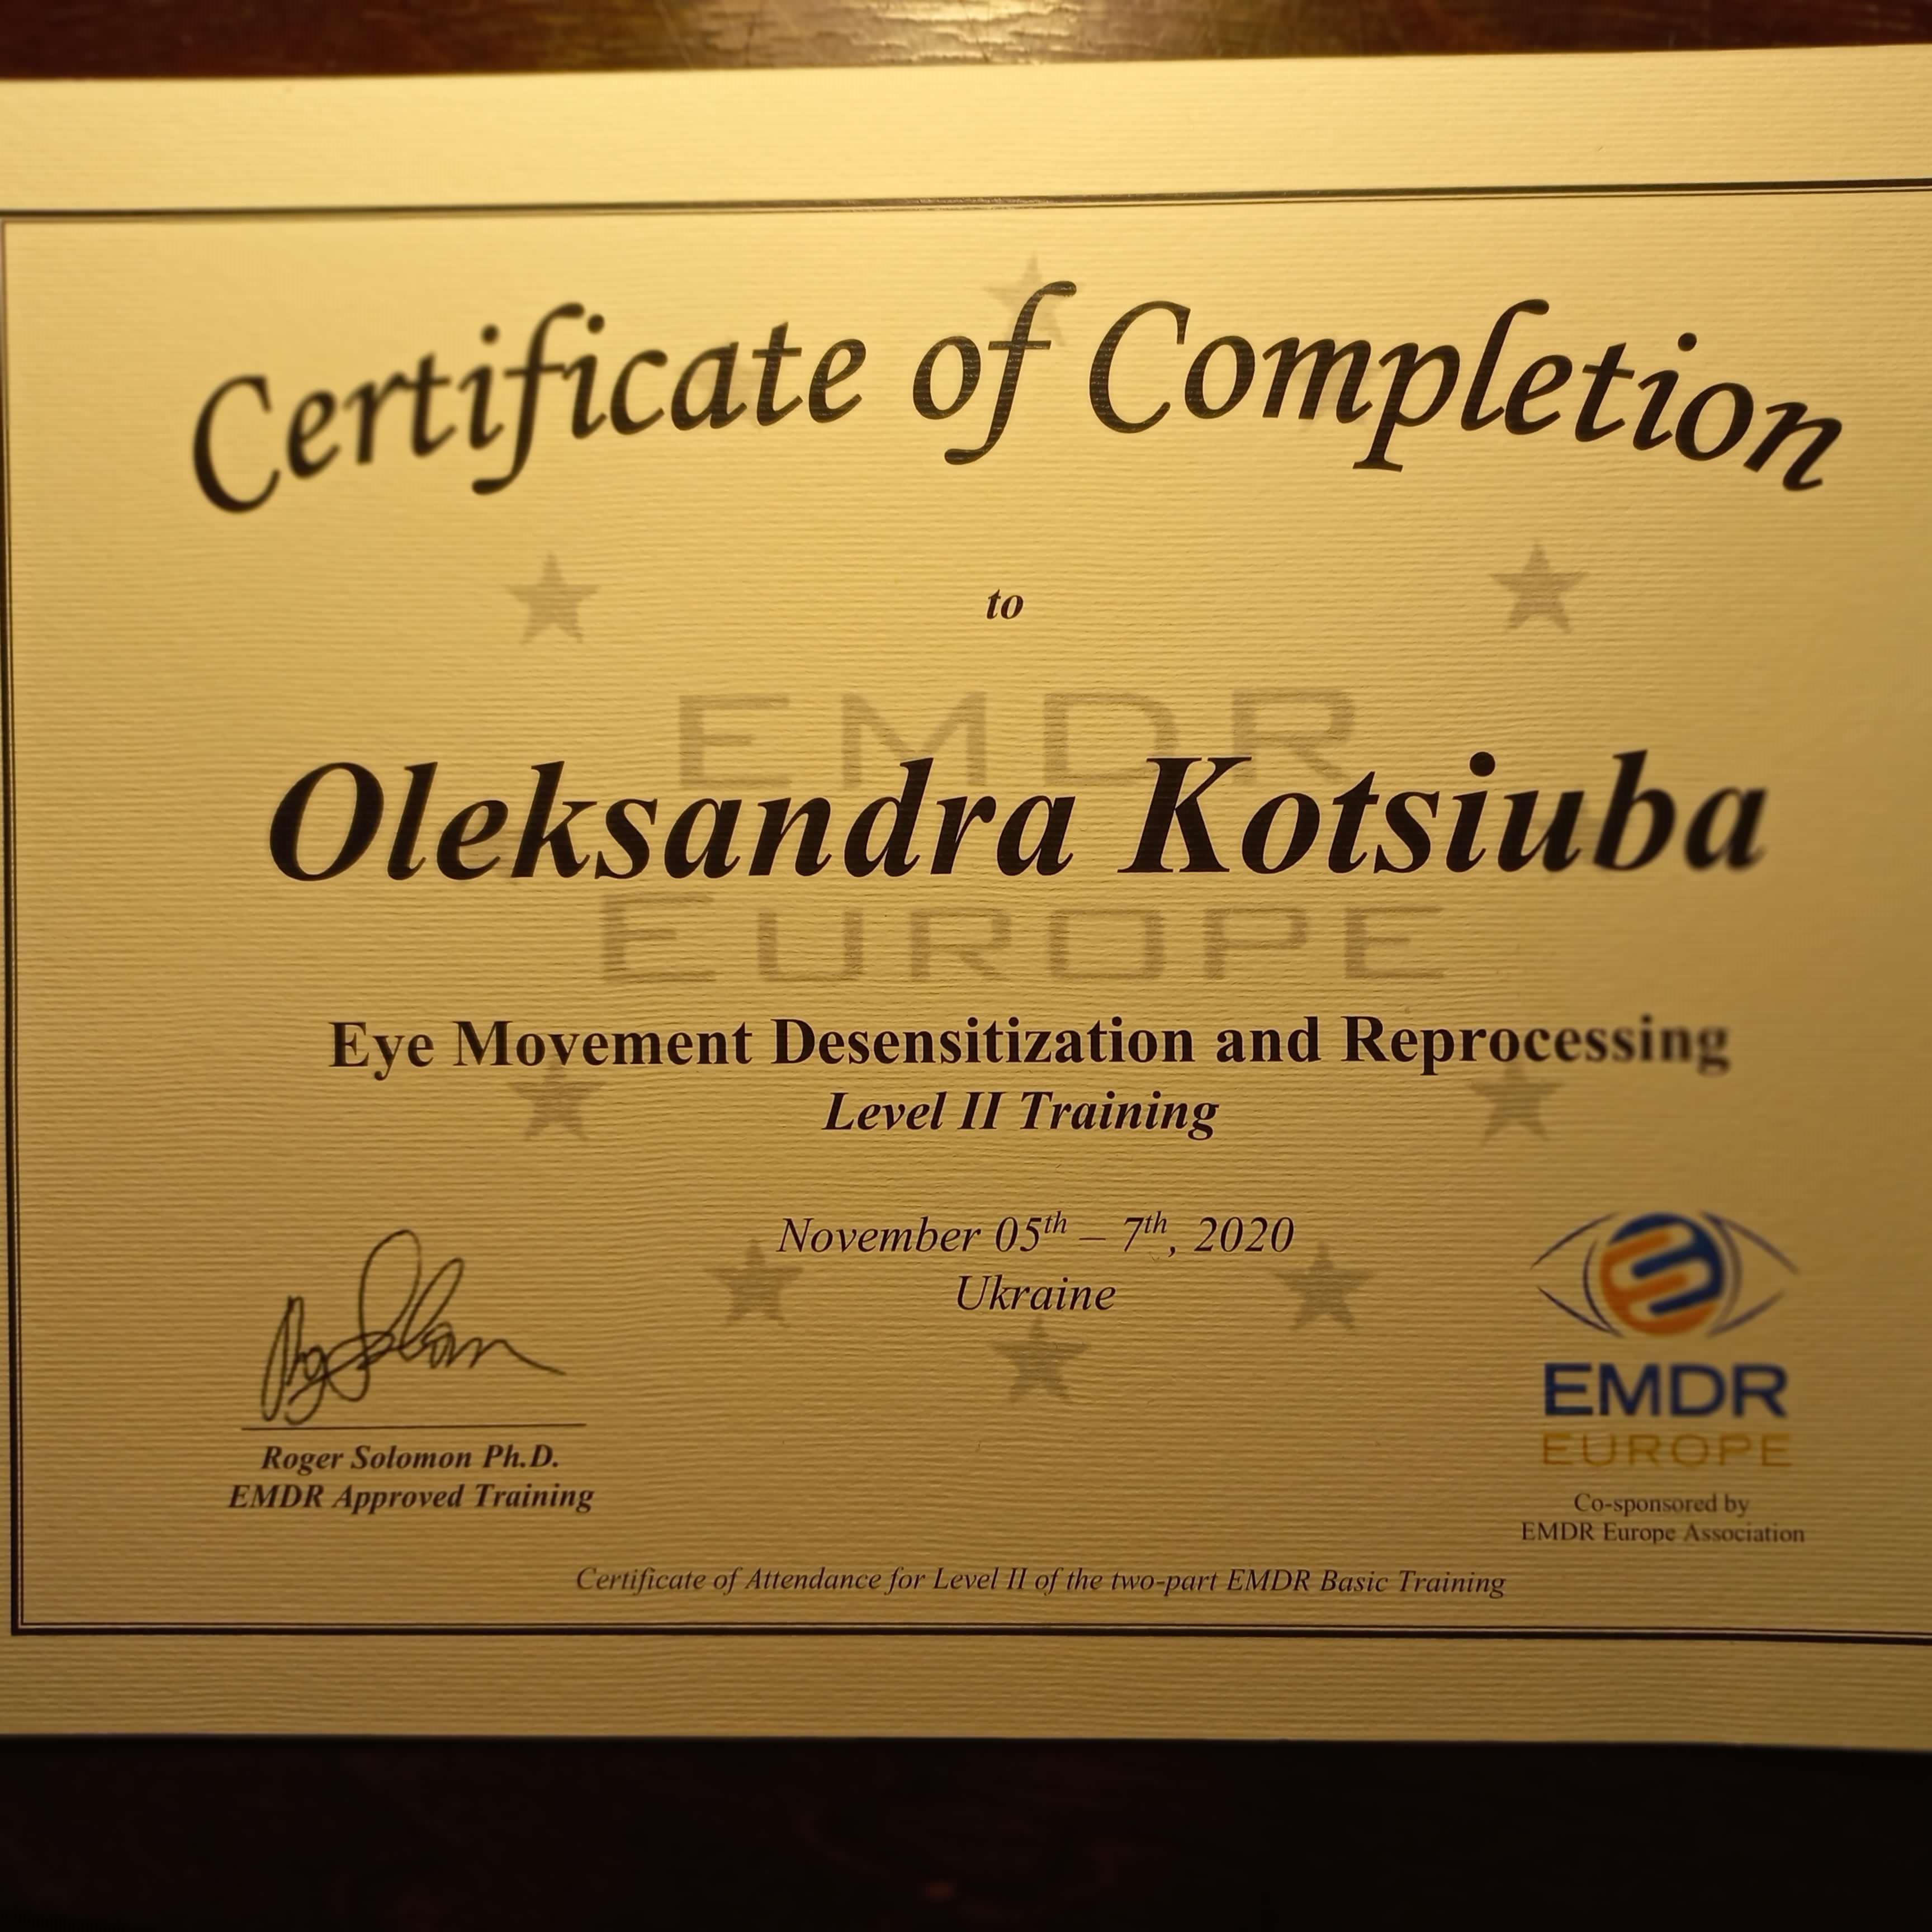 Certificate of Completion
to
EMDR
Oleksandra Kotsiuba
EUROPE
Eye Movement Desensitization and Reprocessing
Level II Training
November 05th – 7th, 2020
Ukraine
Roger Solomon Ph.D.
EMDR Approved Training
EMDR
EUROPE
Co-sponsored by
EMDR Europe Association
Certificate of Attendance for Level II of the two-part EMDR Basic Training